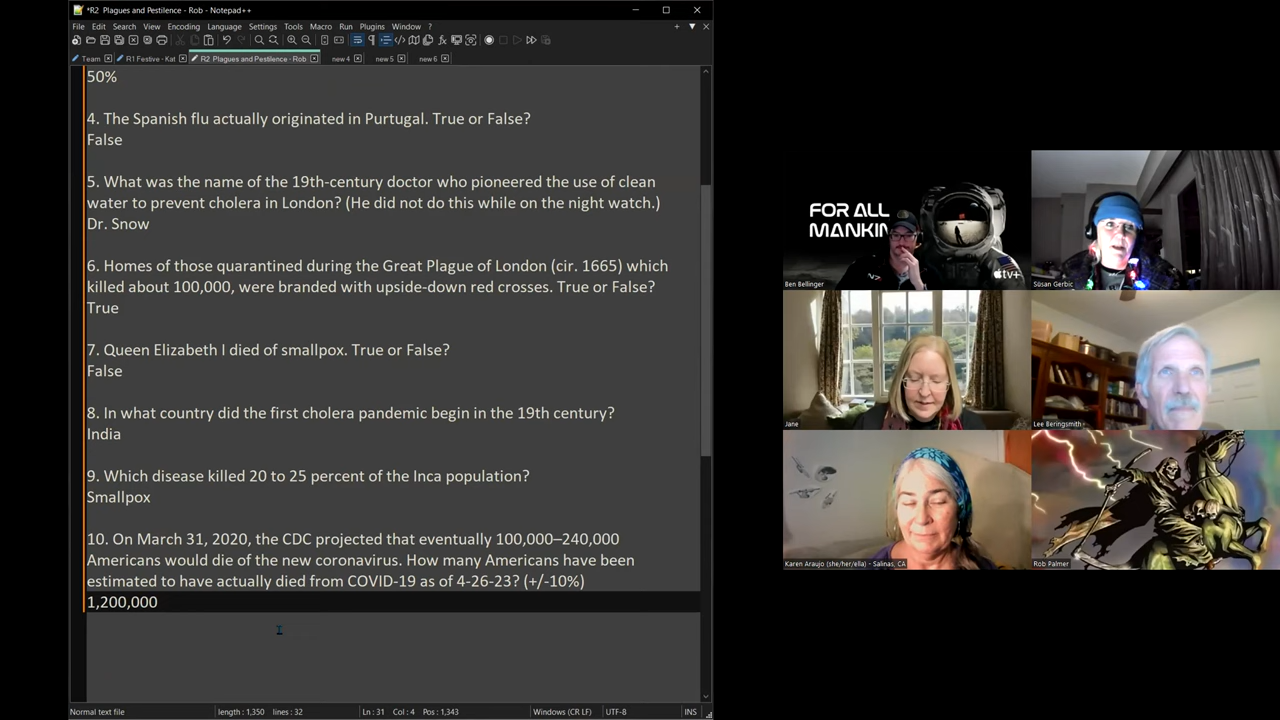 *R2 Plagues and Pestilence - Rob - Notepad++
File Edit Search View Encoding Language Settings Tools Macro Run Plugins Window ?
Team R1 Festive - Kat R2 Plagues and Pestilence - Rob new 4 new 5 new 6
50%
4. The Spanish flu actually originated in Purtugal. True or False?
False
5. What was the name of the 19th-century doctor who pioneered the use of clean
water to prevent cholera in London? (He did not do this while on the night watch.)
Dr. Snow
6. Homes of those quarantined during the Great Plague of London (cir. 1665) which
killed about 100,000, were branded with upside-down red crosses. True or False?
True
7. Queen Elizabeth I died of smallpox. True or False?
False
8. In what country did the first cholera pandemic begin in the 19th century?
India
9. Which disease killed 20 to 25 percent of the Inca population?
Smallpox
10. On March 31, 2020, the CDC projected that eventually 100,000–240,000
Americans would die of the new coronavirus. How many Americans have been
estimated to have actually died from COVID-19 as of 4-26-23? (+/-10%)
1,200,000
Normal text file length : 1,350 lines : 32 Ln : 31 Col : 4 Pos : 1,343 Windows (CR LF) UTF-8 INS
FOR ALL
MANKIN
tv+
Ben Bellinger
Susan Gerbic
Jane
Lee Beringsmith
Karen Araujo (she/her/ella) - Salinas, CA
Rob Palmer